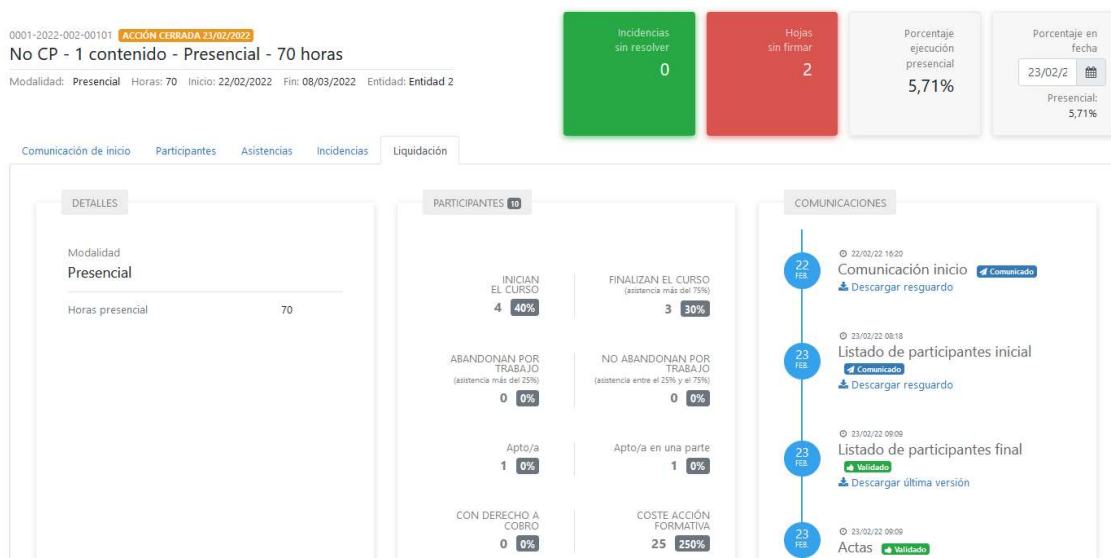 0001-2022-002-00101 ACCIÓN CERRADA 23/02/2022
No CP - 1 contenido - Presencial - 70 horas
Modalidad: Presencial Horas: 70 Inicio: 22/02/2022 Fin: 08/03/2022 Entidad: Entidad 2
Incidencias
sin resolver
0
Hojas
sin firmar
2
Porcentaje
ejecución
presencial
5,71%
Porcentaje en
fecha
23/02/2
Presencial:
5,71%
Comunicación de inicio Participantes Asistencias Incidencias Liquidación
DETALLES
Modalidad
Presencial
Horas presencial 70
PARTICIPANTES 10
INICIAN
EL CURSO
4 40%
FINALIZAN EL CURSO
(asistencia más del 75%)
3 30%
ABANDONAN POR
TRABAJO
(asistencia más del 25%)
0 0%
NO ABANDONAN POR
TRABAJO
(asistencia entre el 25% y el 75%)
0 0%
Apto/a
1 0%
Apto/a en una parte
1 0%
CON DERECHO A
COBRO
0 0%
COSTE ACCIÓN
FORMATIVA
25 250%
COMUNICACIONES
22
FEB.
22/02/22 16:20
Comunicación inicio Comunicado
Descargar resguardo
23
FEB.
23/02/22 08:18
Listado de participantes inicial
Comunicado
Descargar resguardo
23
FEB.
23/02/22 09:09
Listado de participantes final
Validado
Descargar última versión
23
FEB.
23/02/22 09:09
Actas Validado